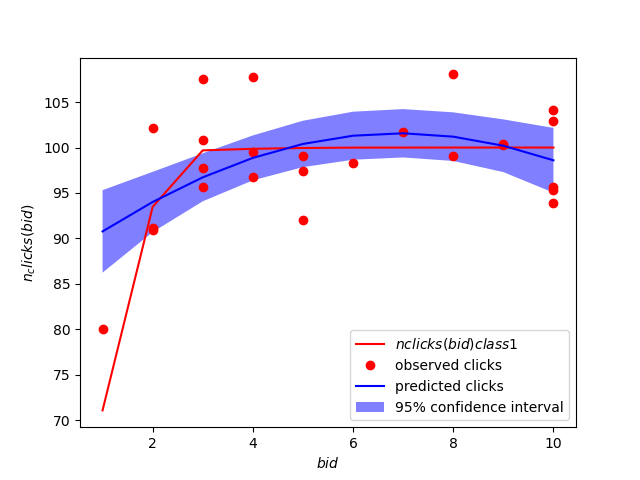 105
100
95
90
85
80
75
70
n_clicks(bid)
nclicks(bid)class1
observed clicks
predicted clicks
95% confidence interval
2
4
6
8
10
bid